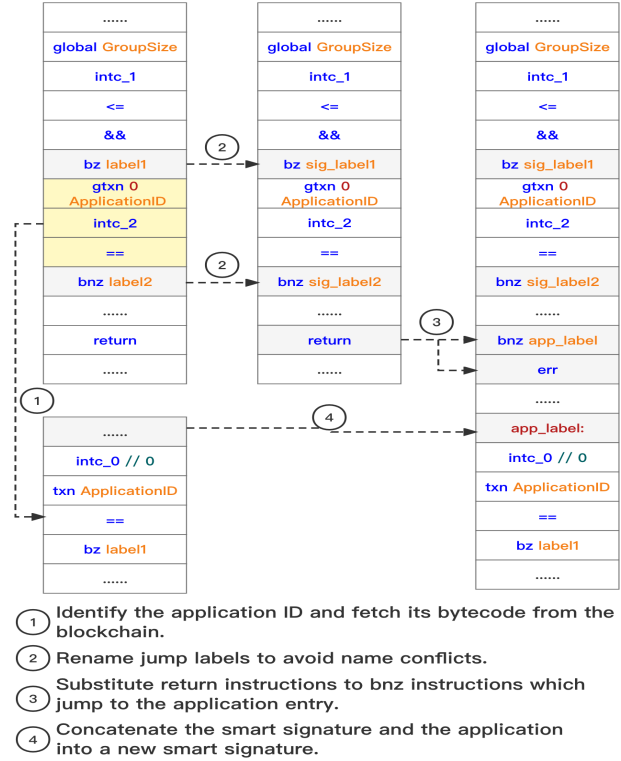 ......
global GroupSize
intc_1
<=
&&
bz label1
gtxn 0
ApplicationID
intc_2
==
bnz label2
......
return
......
1
......
intc_0 // 0
txn ApplicationID
==
bz label1
......
2
2
......
global GroupSize
intc_1
<=
&&
bz sig_label1
gtxn 0
ApplicationID
intc_2
==
bnz sig_label2
......
return
......
3
4
......
global GroupSize
intc_1
<=
&&
bz sig_label1
gtxn 0
ApplicationID
intc_2
==
bnz sig_label2
......
bnz app_label
err
......
app_label:
intc_0 // 0
txn ApplicationID
==
bz label1
......
1 Identify the application ID and fetch its bytecode from the
blockchain.
2 Rename jump labels to avoid name conflicts.
3 Substitute return instructions to bnz instructions which
jump to the application entry.
4 Concatenate the smart signature and the application
into a new smart signature.